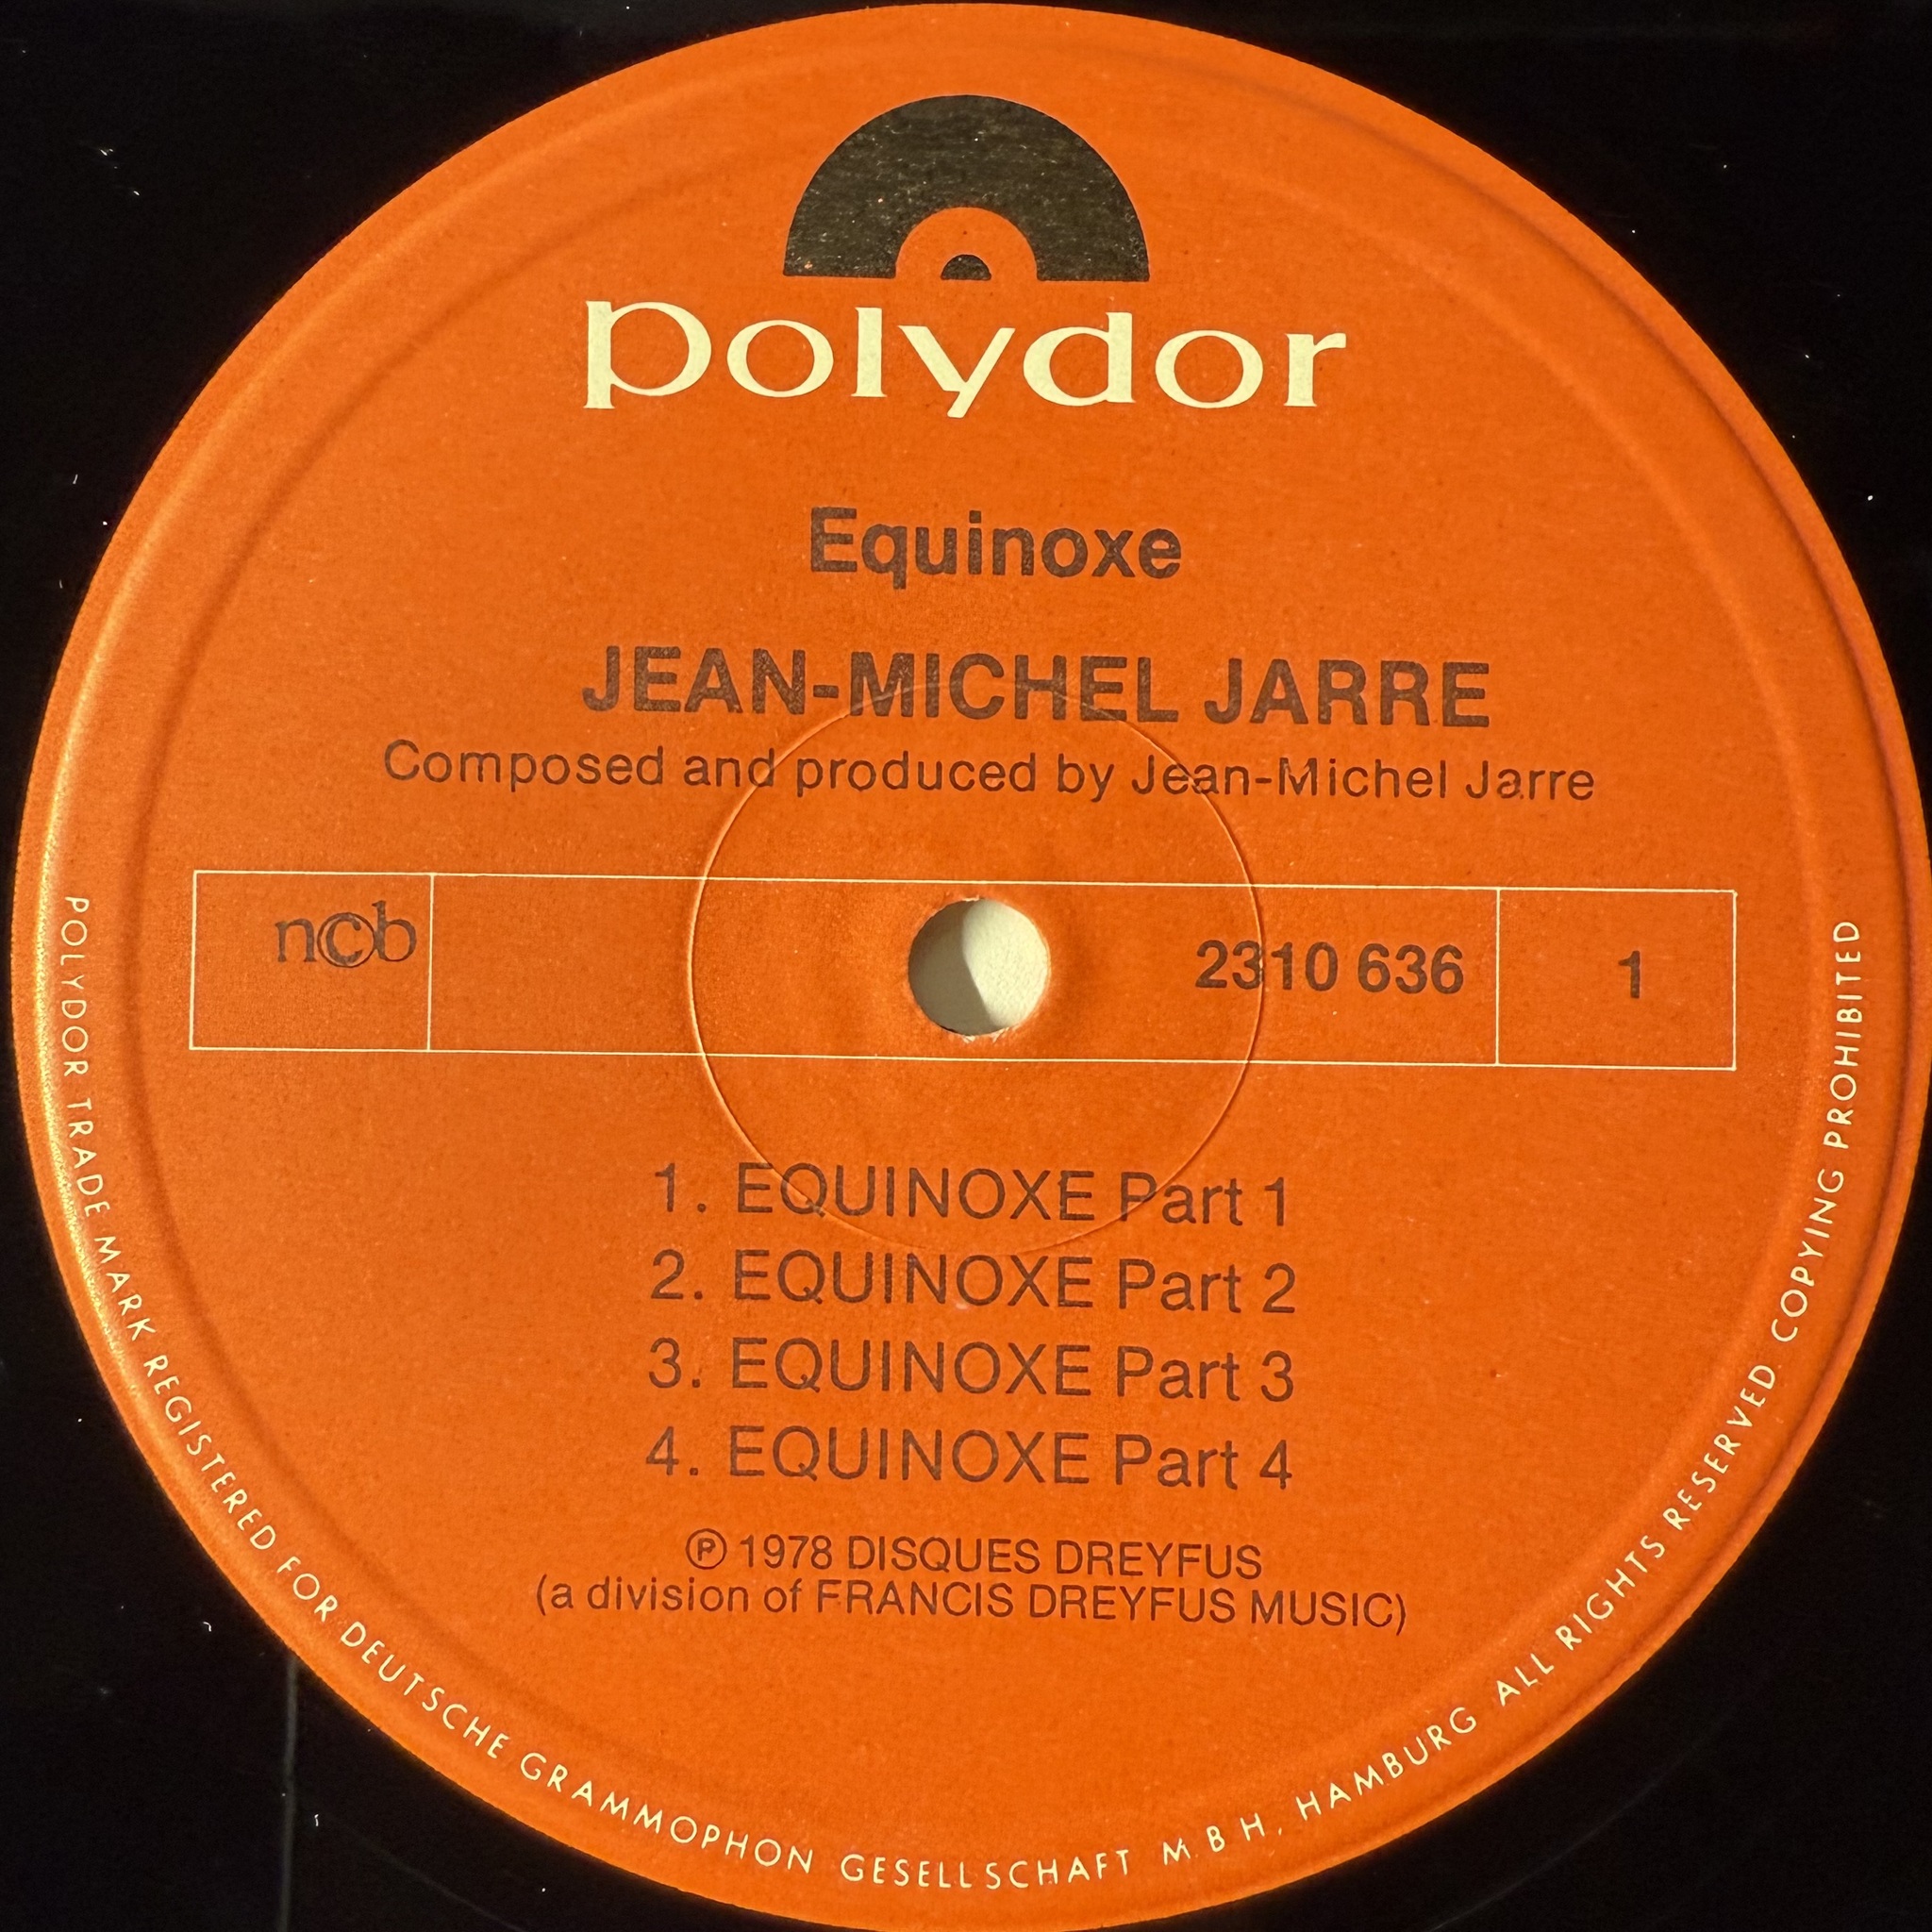 polydor
Equinoxe
JEAN-MICHEL JARRE
Composed and produced by Jean-Michel Jarre
n©b
2310 636
1
1. EQUINOXE Part 1
2. EQUINOXE Part 2
3. EQUINOXE Part 3
4. EQUINOXE Part 4
℗ 1978 DISQUES DREYFUS
(a division of FRANCIS DREYFUS MUSIC)
POLYDOR TRADE MARK REGISTERED FOR DEUTSCHE GRAMMOPHON GESELLSCHAFT M.B.H, HAMBURG ALL RIGHTS RESERVED COPYING PROHIBITED